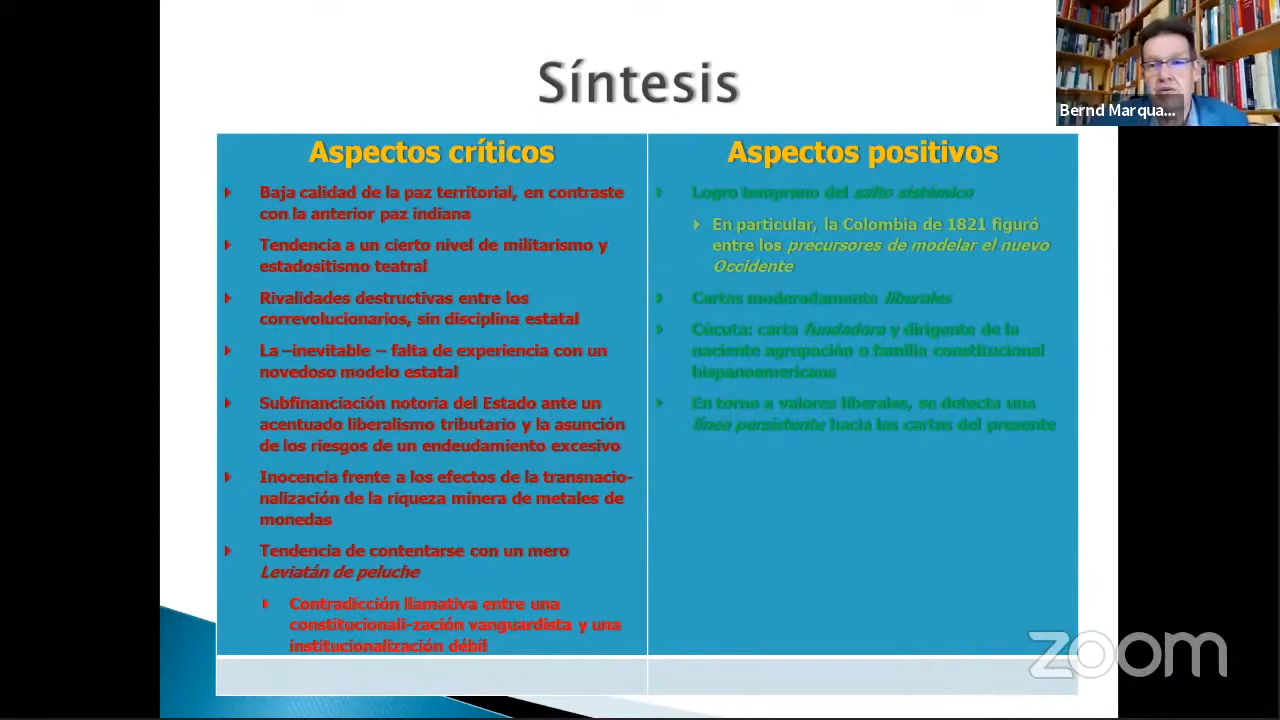 Síntesis
Bernd Marqua...
Aspectos críticos
Baja calidad de la paz territorial, en contraste
con la anterior paz indiana
Tendencia a un cierto nivel de militarismo y
estadositismo teatral
Rivalidades destructivas entre los
correvolucionarios, sin disciplina estatal
La –inevitable – falta de experiencia con un
novedoso modelo estatal
Subfinanciación notoria del Estado ante un
acentuado liberalismo tributario y la asunción
de los riesgos de un endeudamiento excesivo
Inocencia frente a los efectos de la transnacio-
nalización de la riqueza minera de metales de
monedas
Tendencia de contentarse con un mero
Leviatán de peluche
Contradicción llamativa entre una
constitucionali-zación vanguardista y una
institucionalización débil
Aspectos positivos
Logro temprano del salto sistémico
En particular, la Colombia de 1821 figuró
entre los precursores de modelar el nuevo
Occidente
Cartas moderadamente liberales
Cúcuta: carta fundadora y dirigente de la
naciente agrupación o familia constitucional
hispanoamericana
En torno a valores liberales, se detecta una
línea persistente hacia las cartas del presente
zoom